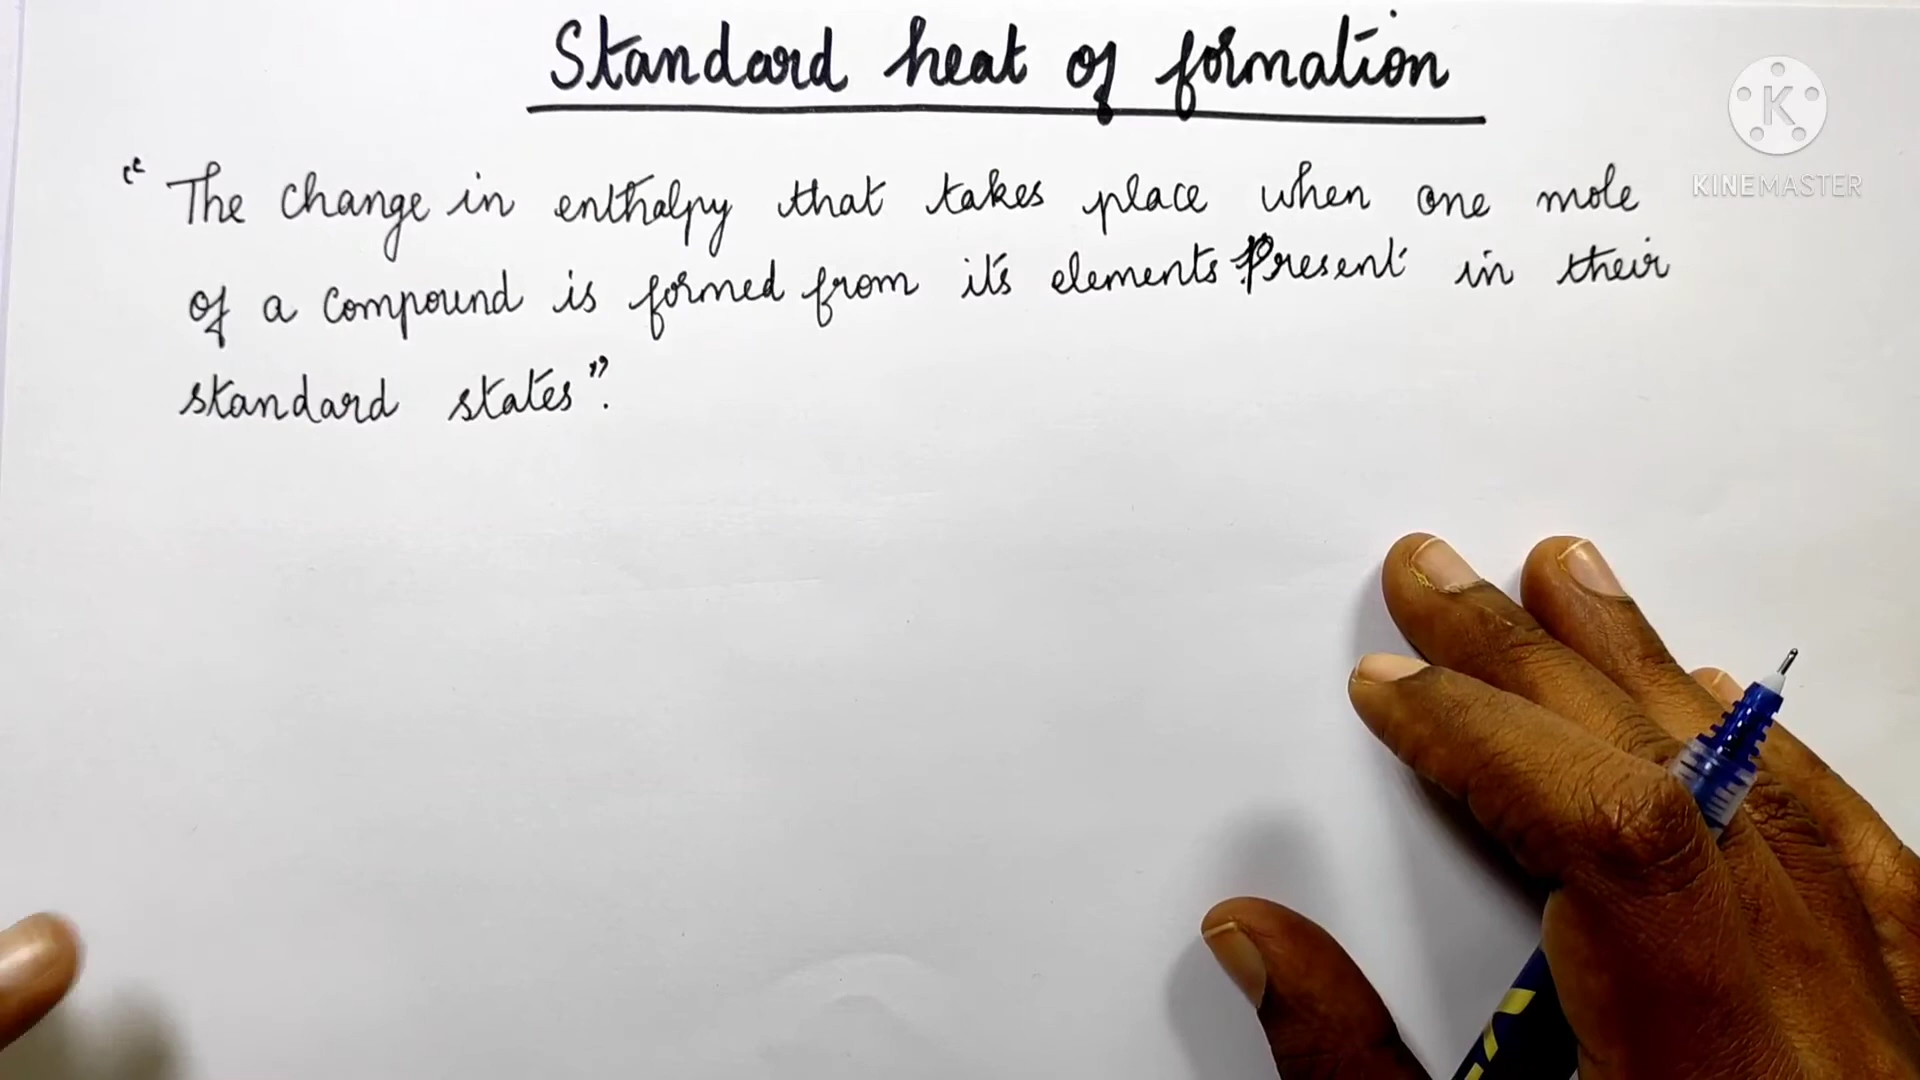 Standard heat of formation
K
KINEMASTER
"The change in enthalpy that takes place when one mole
of a compound is formed from it's elements Present in their
standard states".